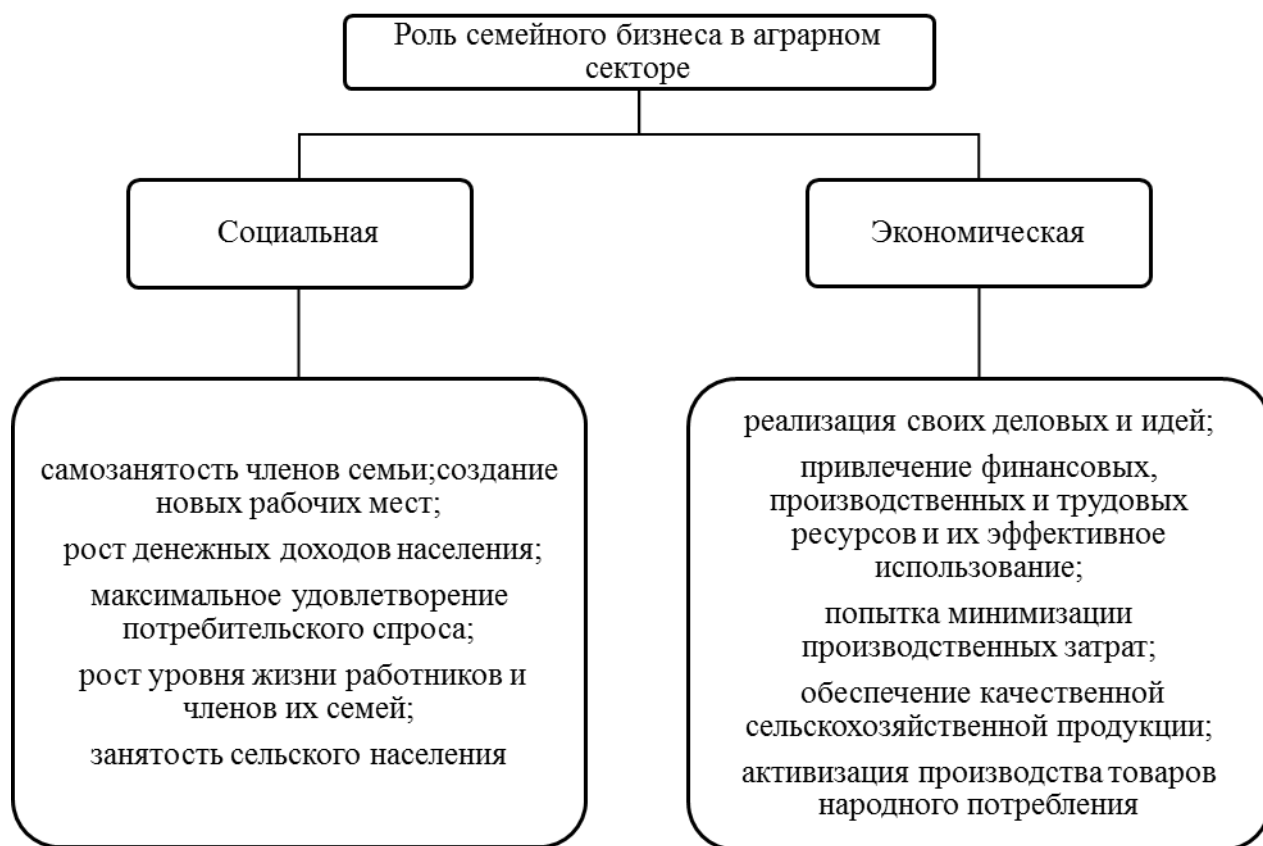 Роль семейного бизнеса в аграрном
секторе
Социальная
Экономическая
самозанятость членов семьи;создание
новых рабочих мест;
рост денежных доходов населения;
максимальное удовлетворение
потребительского спроса;
рост уровня жизни работников и
членов их семей;
занятость сельского населения
реализация своих деловых и идей;
привлечение финансовых,
производственных и трудовых
ресурсов и их эффективное
использование;
попытка минимизации
производственных затрат;
обеспечение качественной
сельскохозяйственной продукции;
активизация производства товаров
народного потребления